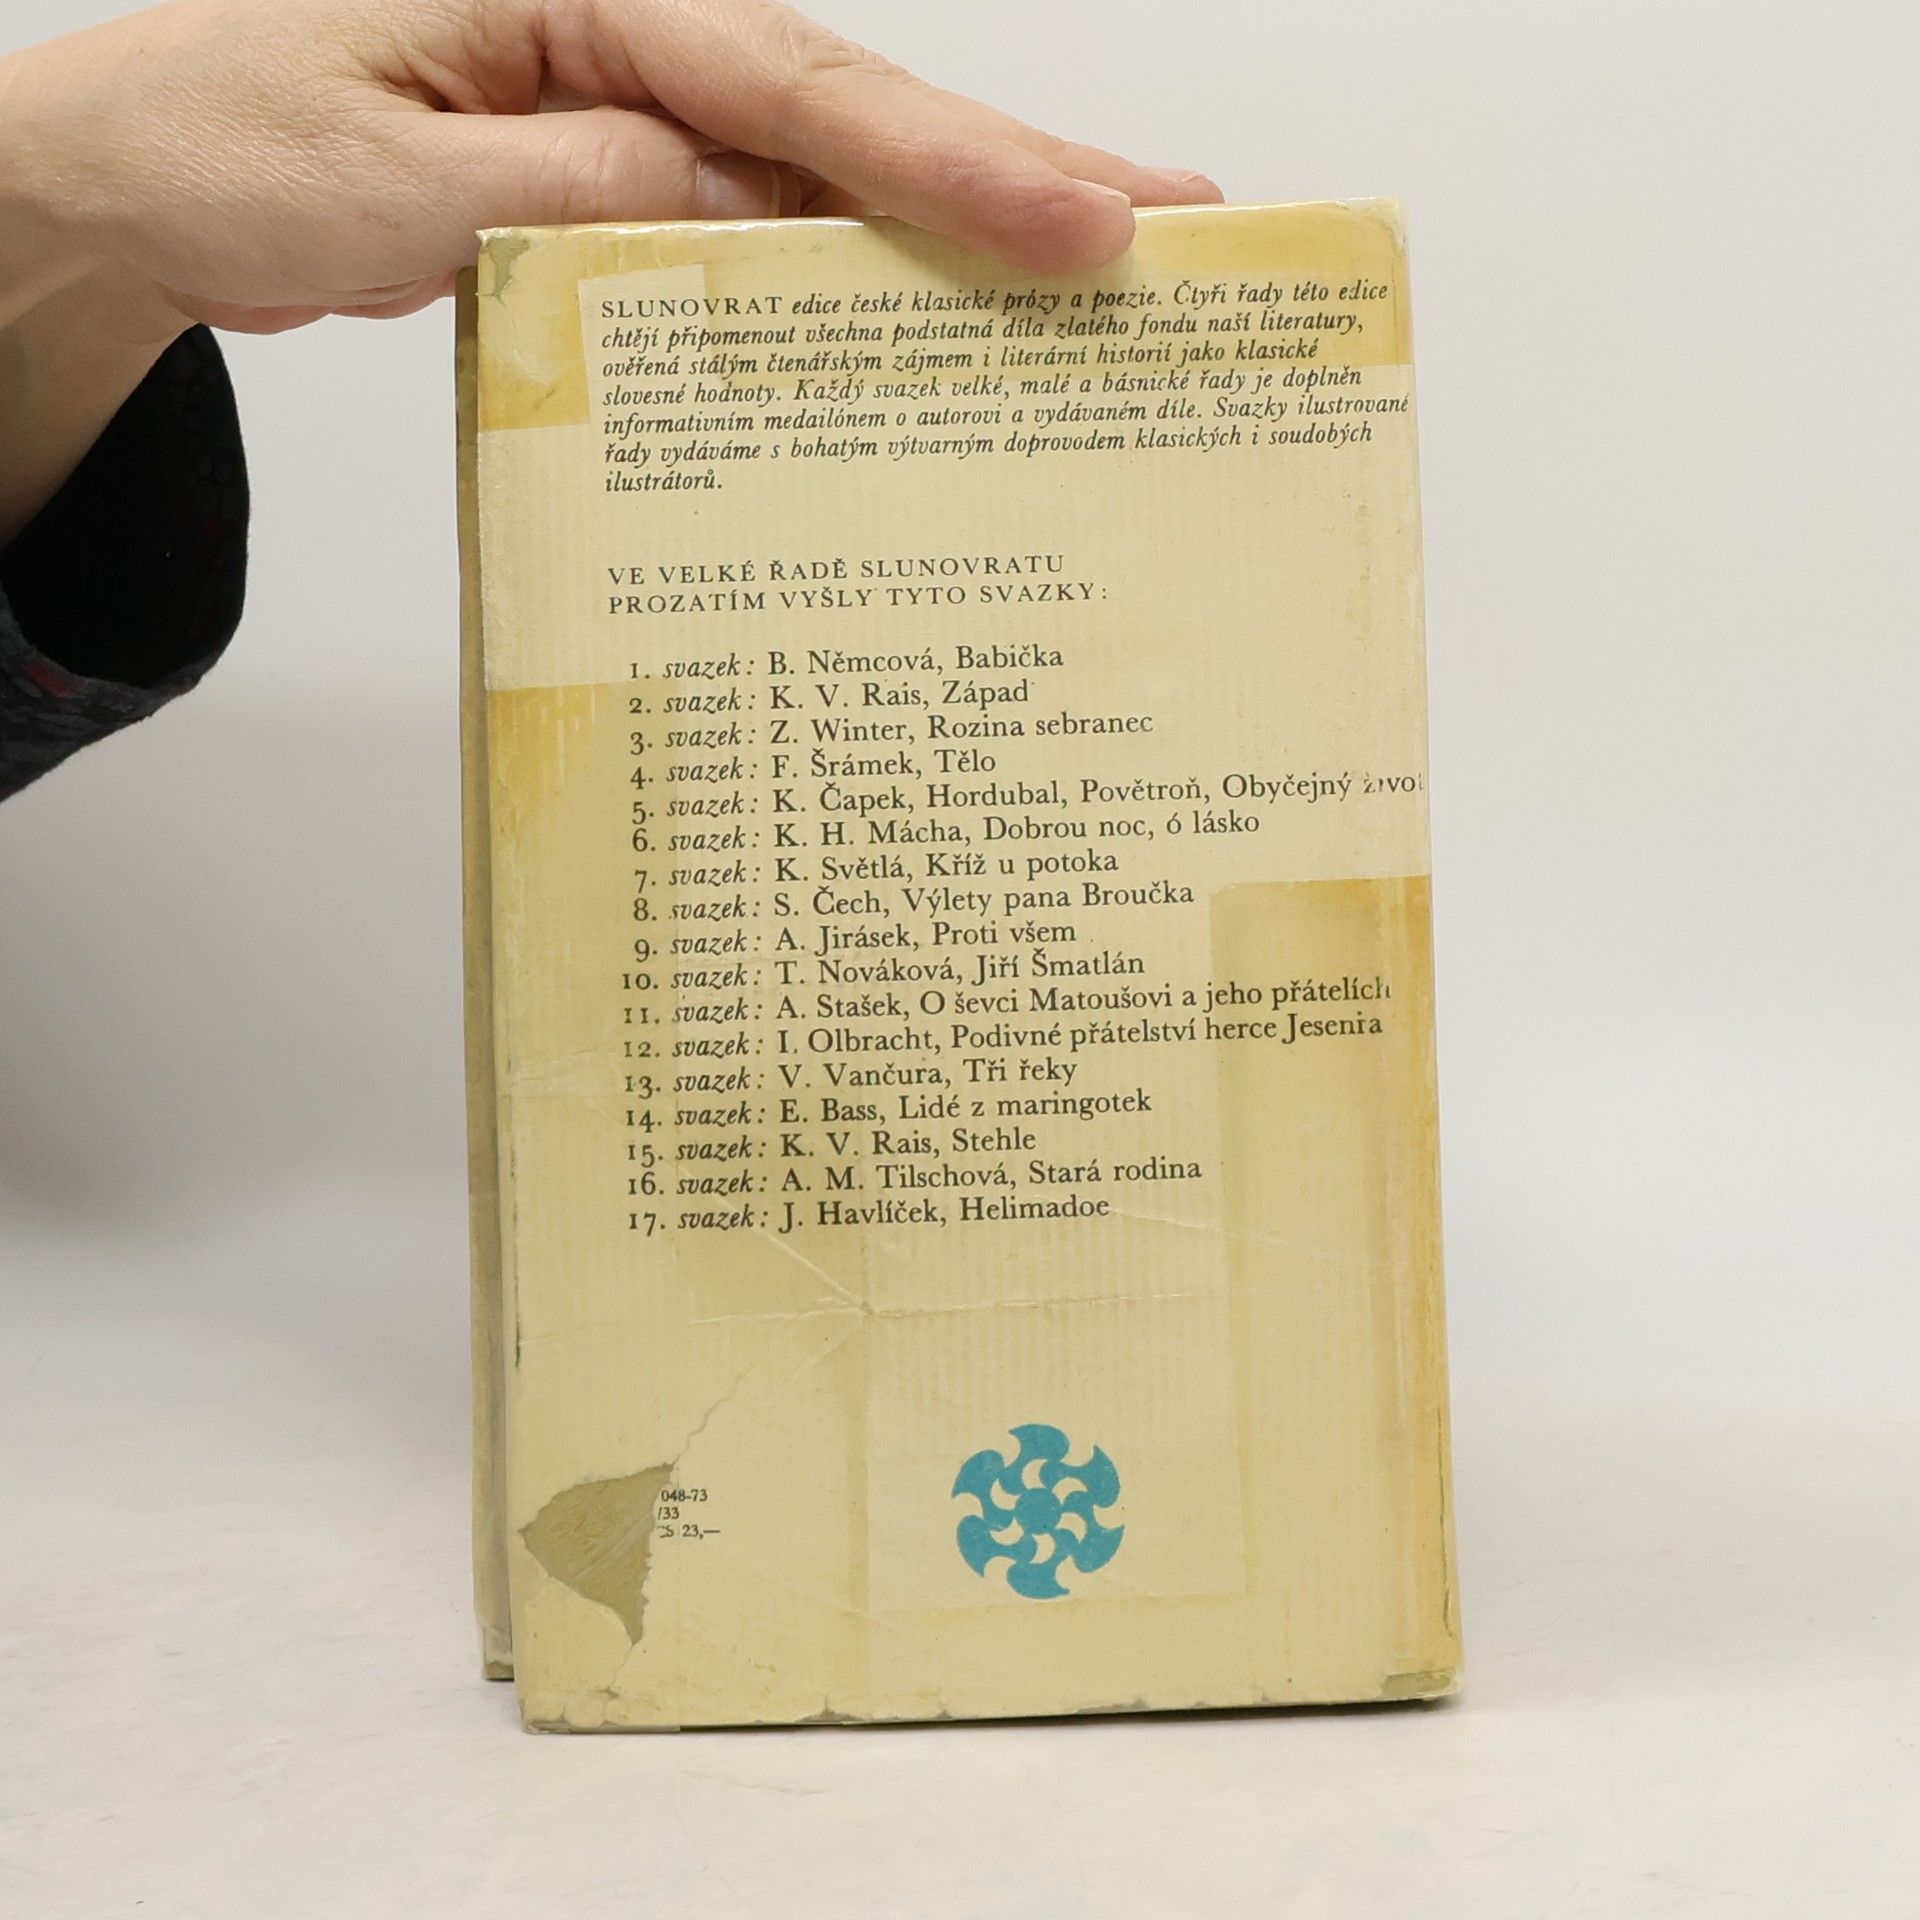 SLUNOVRAT edice české klasické prózy a poezie. Čtyři řady této edice
chtějí připomenout všechna podstatná díla zlatého fondu naší literatury,
ověřená stálým čtenářským zájmem i literární historií jako klasické
slovesné hodnoty. Každý svazek velké, malé a básnické řady je doplněn
informativním medailónem o autorovi a vydávaném díle. Svazky ilustrované
řady vydáváme s bohatým výtvarným doprovodem klasických i soudobých
ilustrátorů.
VE VELKÉ ŘADĚ SLUNOVRATU
PROZATÍM VYŠLY TYTO SVAZKY:
1. svazek: B. Němcová, Babička
2. svazek: K. V. Rais, Západ
3. svazek: Z. Winter, Rozina sebranec
4. svazek: F. Šrámek, Tělo
5. svazek: K. Čapek, Hordubal, Povětroň, Obyčejný život
6. svazek: K. H. Mácha, Dobrou noc, ó lásko
7. svazek: K. Světlá, Kříž u potoka
8. svazek: S. Čech, Výlety pana Broučka
9. svazek: A. Jirásek, Proti všem
10. svazek: T. Nováková, Jiří Šmatlán
11. svazek: A. Stašek, O ševci Matoušovi a jeho přátelích
12. svazek: I. Olbracht, Podivné přátelství herce Jesenia
13. svazek: V. Vančura, Tři řeky
14. svazek: E. Bass, Lidé z maringotek
15. svazek: K. V. Rais, Stehle
16. svazek: A. M. Tilschová, Stará rodina
17. svazek: J. Havlíček, Helimadoe
048-73
/33
23,—